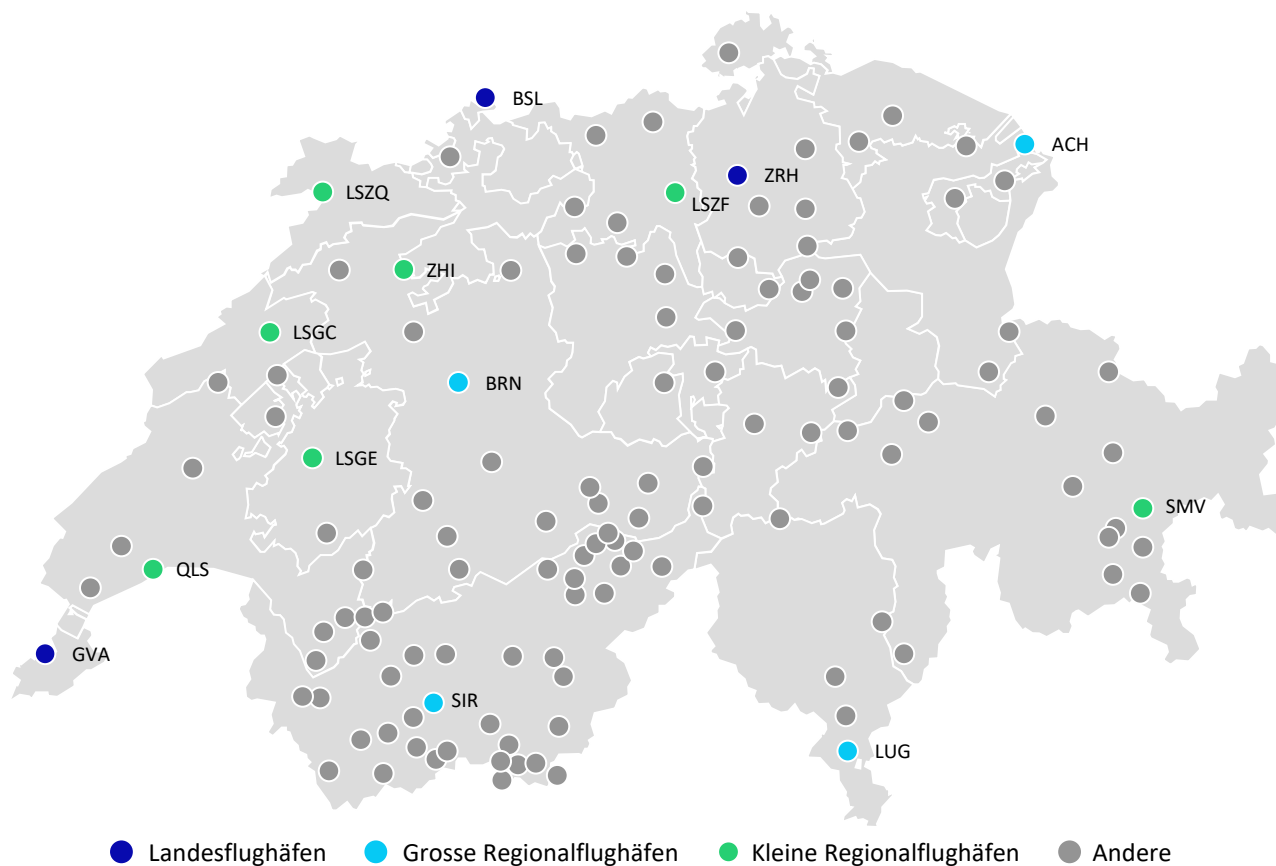 BSL
ACH
ZRH
LSZQ
LSZF
ZHI
LSGC
BRN
LSGE
SMV
QLS
GVA
SIR
LUG
Landesflughäfen
Grosse Regionalflughäfen
Kleine Regionalflughäfen
Andere